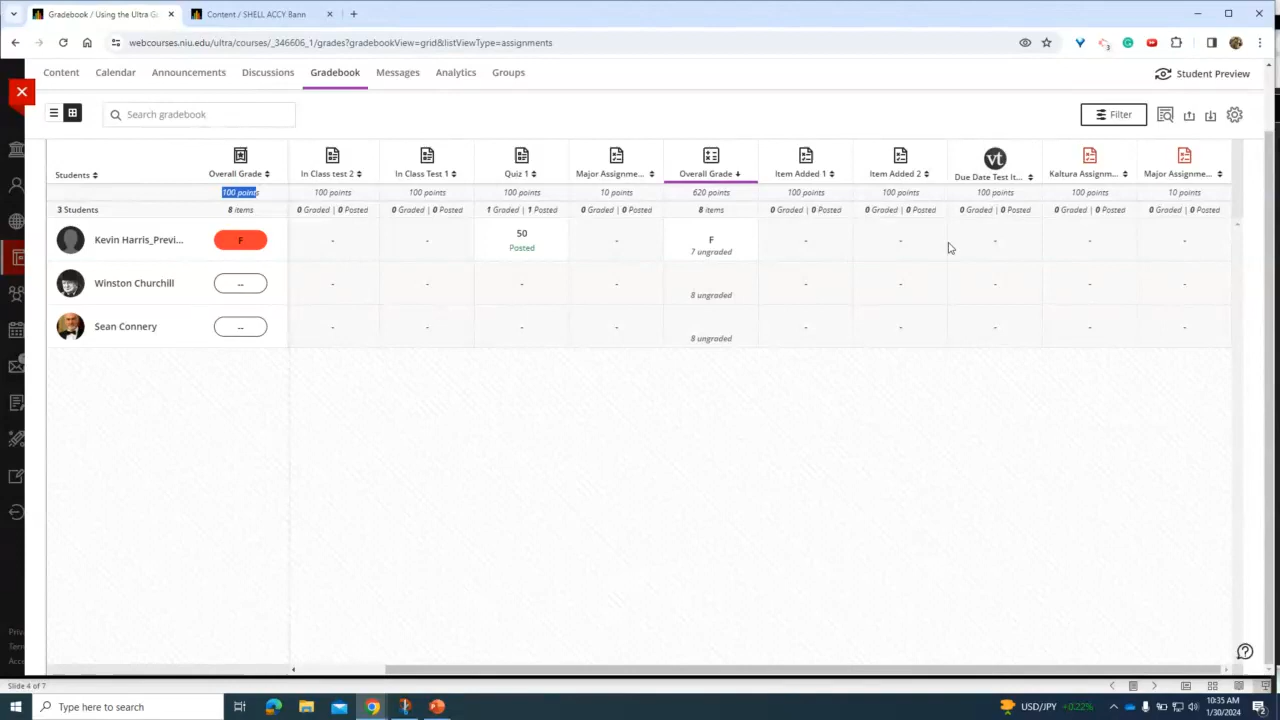 Gradebook / Using the Ultra G
Content / SHELL ACCY Bann
webcourses.niu.edu/ultra/courses/_346606_1/grades?gradebookView=grid&listViewType=assignments
Content Calendar Announcements Discussions Gradebook Messages Analytics Groups Student Preview
Search gradebook Filter
Students Overall Grade In Class test 2 In Class Test 1 Quiz 1 Major Assignme... Overall Grade Item Added 1 Item Added 2 vt Due Date Test It... Kaltura Assignm... Major Assignme...
100 points 100 points 100 points 100 points 10 points 620 points 100 points 100 points 100 points 100 points 10 points
3 Students 8 items 0 Graded | 0 Posted 0 Graded | 0 Posted 1 Graded | 1 Posted 0 Graded | 0 Posted 8 items 0 Graded | 0 Posted 0 Graded | 0 Posted 0 Graded | 0 Posted 0 Graded | 0 Posted 0 Graded | 0 Posted
Kevin Harris_Previ... F - - 50 Posted - F 7 ungraded - - - - -
Winston Churchill -- - - - - 8 ungraded - - - - -
Sean Connery -- - - - - 8 ungraded - - - - -
Priv
Term
Acce
Slide 4 of 7
Type here to search USD/JPY +0.22% 10:35 AM
1/30/2024 2